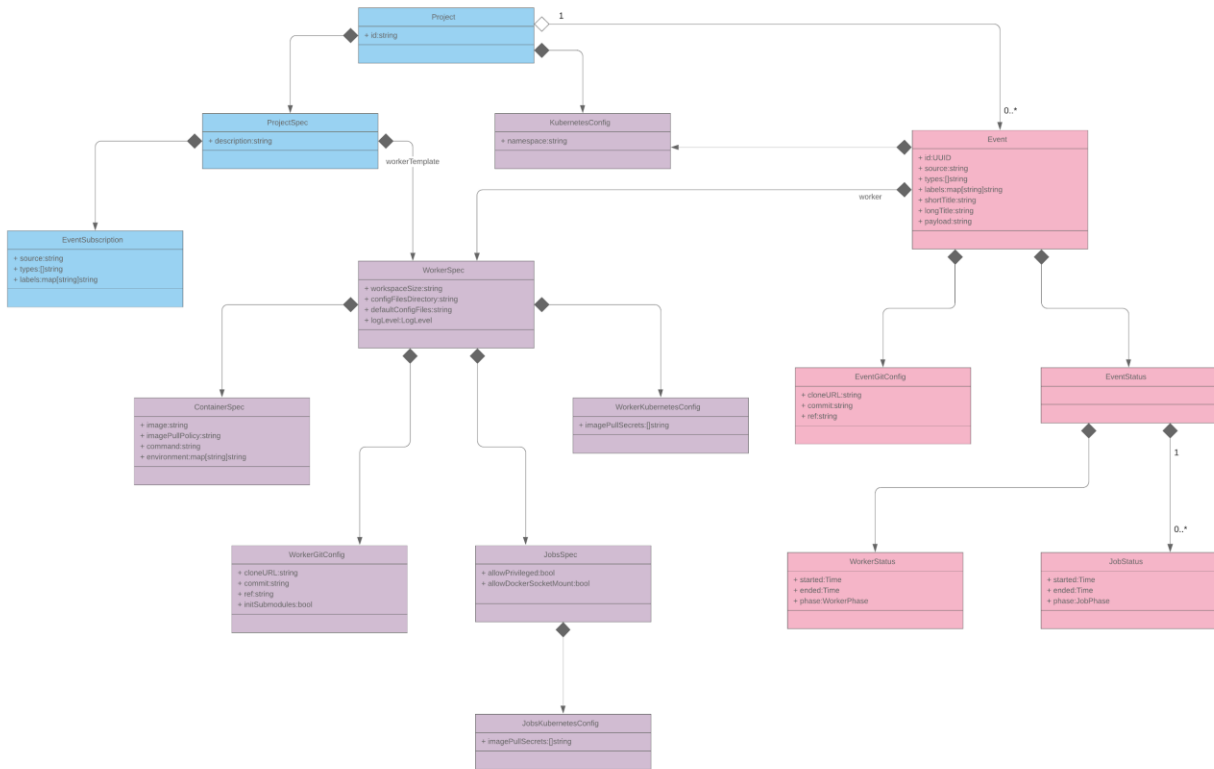 Project
+ id:string
1
0..*
ProjectSpec
+ description:string
workerTemplate
KubernetesConfig
+ namespace:string
Event
+ id:UUID
+ source:string
+ types:[]string
+ labels:map[string]string
+ shortTitle:string
+ longTitle:string
+ payload:string
worker
EventSubscription
+ source:string
+ types:[]string
+ labels:map[string]string
WorkerSpec
+ workspaceSize:string
+ configFilesDirectory:string
+ defaultConfigFiles:string
+ logLevel:LogLevel
ContainerSpec
+ image:string
+ imagePullPolicy:string
+ command:string
+ environment:map[string]string
WorkerKubernetesConfig
+ imagePullSecrets:[]string
EventGitConfig
+ cloneURL:string
+ commit:string
+ ref:string
EventStatus
1
0..*
WorkerGitConfig
+ cloneURL:string
+ commit:string
+ ref:string
+ initSubmodules:bool
JobsSpec
+ allowPrivileged:bool
+ allowDockerSocketMount:bool
WorkerStatus
+ started:Time
+ ended:Time
+ phase:WorkerPhase
JobStatus
+ started:Time
+ ended:Time
+ phase:JobPhase
JobsKubernetesConfig
+ imagePullSecrets:[]string